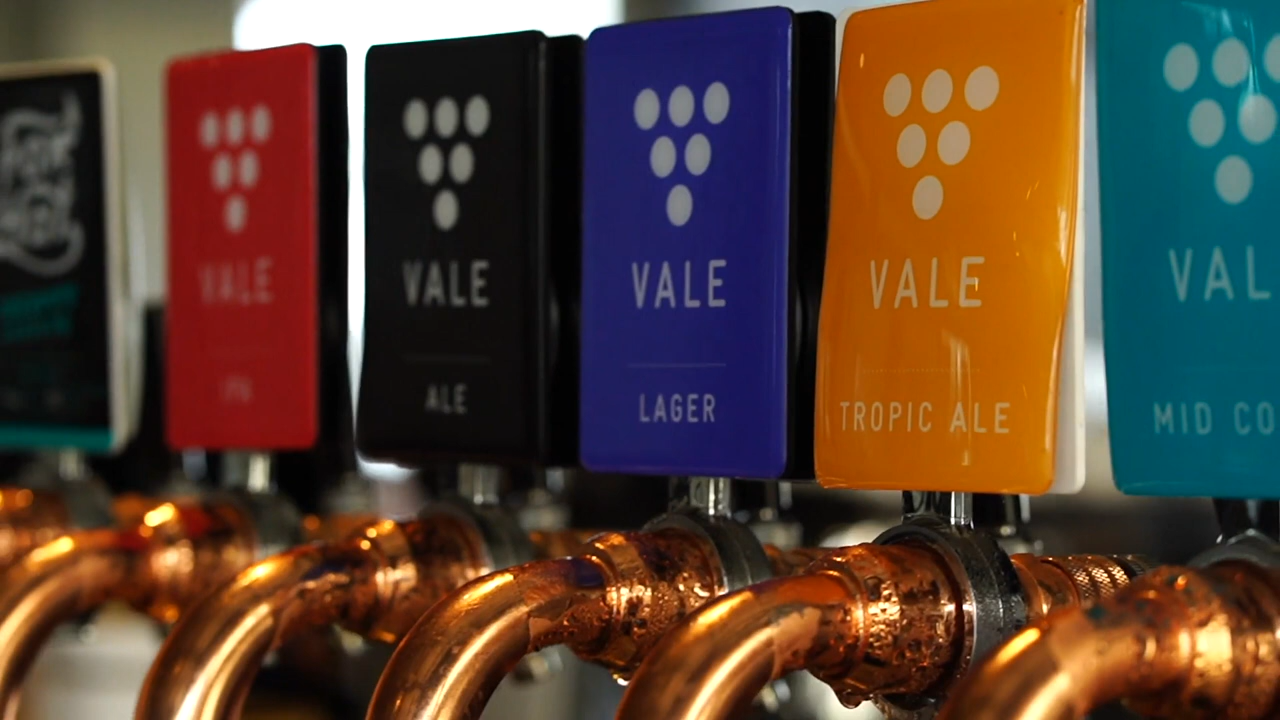 VALE
IPA
VALE
ALE
VALE
LAGER
VALE
TROPIC ALE
VAL
MID CO